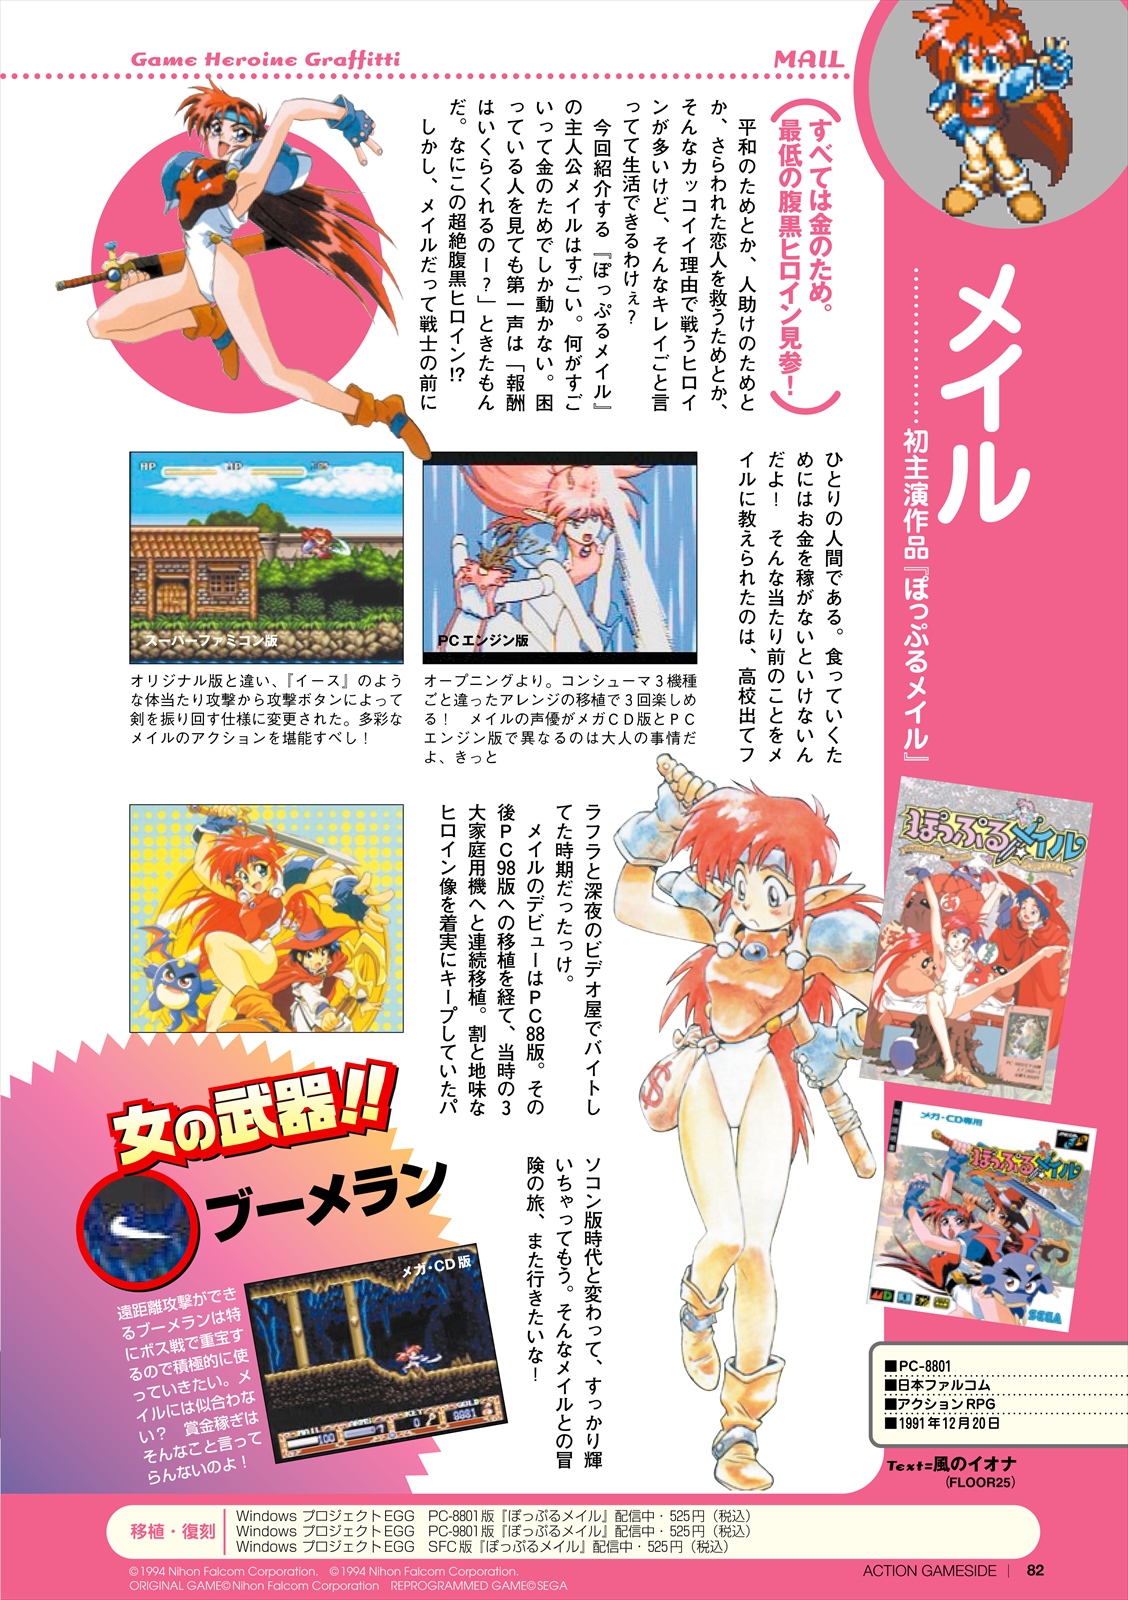 Game Heroine Graffitti
MAIL
メイル
初主演作品『ぽっぷるメイル』
すべては金のため。
最低の腹黒ヒロイン見参！
平和のためとか、人助けのためと
か、さらわれた恋人を救うためとか、
そんなカッコイイ理由で戦うヒロイ
ンが多いけど、そんなキレイごと言
ってて生活できるわけぇ？
今回紹介する『ぽっぷるメイル』
の主人公メイルはすごい。何がすご
いって金のためでしか動かない。困
っている人を見ても第一声は「報酬
はいくらくれるのー？」ときたもん
だ。なにこの超絶腹黒ヒロイン!?
しかし、メイルだって戦士の前に
ひとりの人間である。食っていくた
めにはお金を稼がないといけないん
だよ！　そんな当たり前のことをメ
イルに教えられたのは、高校出てフ
ラフラと深夜のビデオ屋でバイトし
てた時期だったっけ。
メイルのデビューはPC88版。その
後PC98版への移植を経て、当時の3
大家庭用機へと連続移植。割と地味な
ヒロイン像を着実にキープしていたパ
ソコン版時代と変わって、すっかり輝
いちゃってもう。そんなメイルとの冒
険の旅、また行きたいな！
HP
スーパーファミコン版
オリジナル版と違い、『イース』のよう
な体当たり攻撃から攻撃ボタンによって
剣を振り回す仕様に変更された。多彩な
メイルのアクションを堪能すべし！
PCエンジン版
オープニングより。コンシューマ3機種
ごと違ったアレンジの移植で3回楽しめ
る！　メイルの声優がメガCD版とPC
エンジン版で異なるのは大人の事情だ
よ、きっと
女の武器!!
ブーメラン
遠距離攻撃ができ
るブーメランは特
にボス戦で重宝す
るので積極的に使
っていきたい。メ
イルには似合わな
い？　賞金稼ぎは
そんなこと言って
らんないのよ！
メガ・CD版
ぽっぷるメイル
メガ-CD専用
ぽっぷるメイル
SEGA
■PC-8801
■日本ファルコム
■アクションRPG
■1991年12月20日
Text=風のイオナ
（FLOOR25）
移植・復刻
Windows プロジェクトEGG　PC-8801版『ぽっぷるメイル』配信中・525円（税込）
Windows プロジェクトEGG　PC-9801版『ぽっぷるメイル』配信中・525円（税込）
Windows プロジェクトEGG　SFC版『ぽっぷるメイル』配信中・525円（税込）
©1994 Nihon Falcom Corporation.　©1994 Nihon Falcom Corporation.
ORIGINAL GAME©Nihon Falcom Corporation　REPROGRAMMED GAME©SEGA
ACTION GAMESIDE | 82